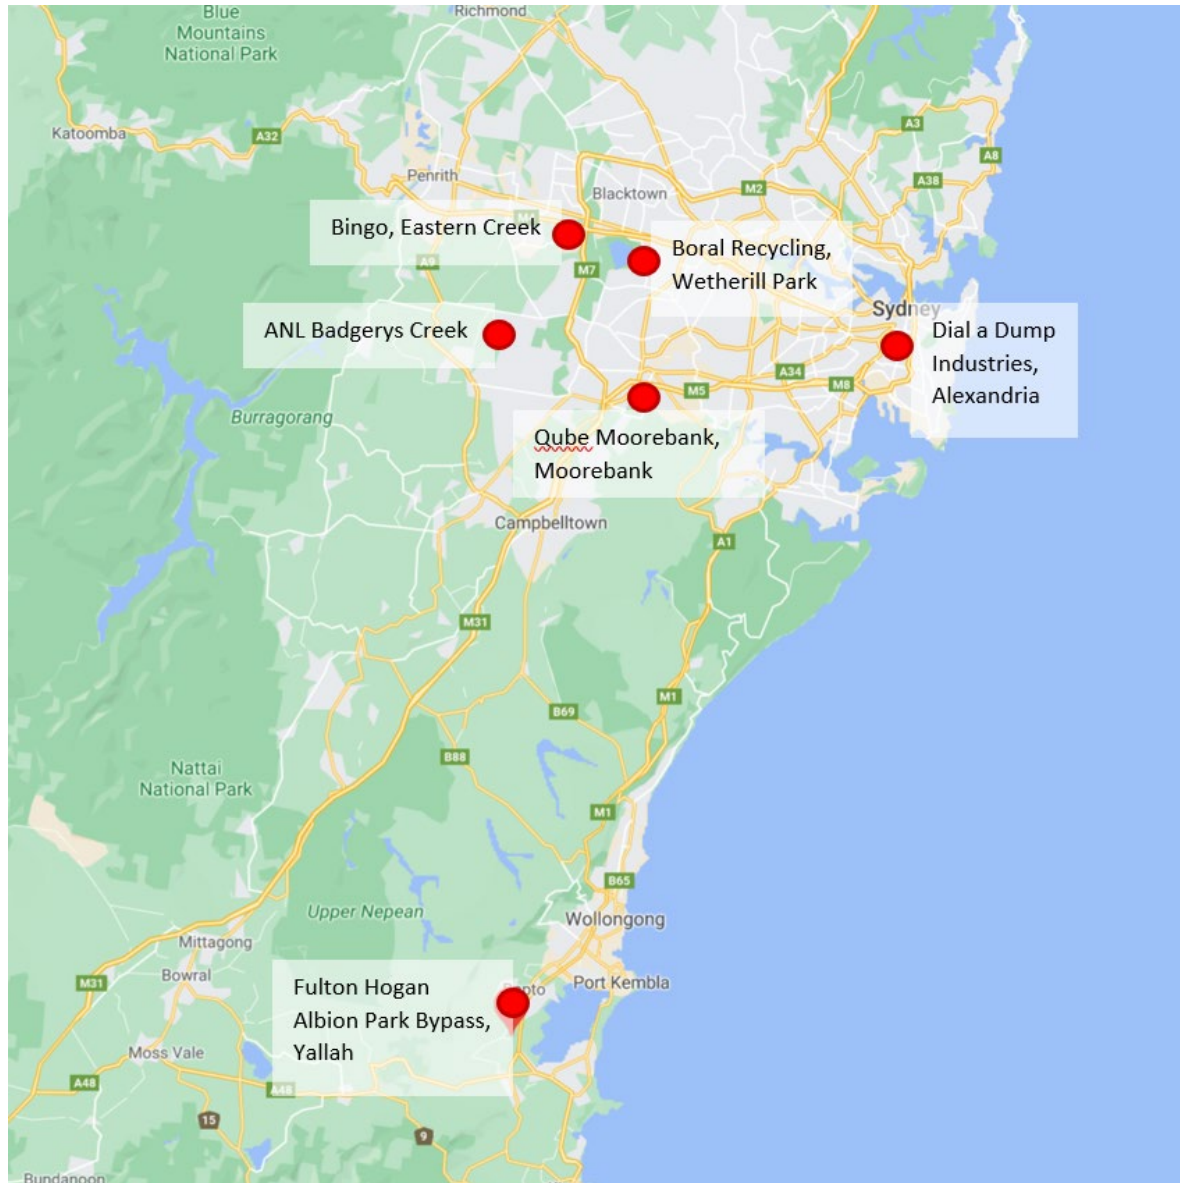 Blue
Mountains
National Park
Richmond
Katoomba
A32
A3
A8
Penrith
A38
Blacktown
M2
Bingo, Eastern Creek
Boral Recycling,
Wetherill Park
A9
M7
Sydney
ANL Badgerys Creek
Dial a Dump
Industries,
Alexandria
A34
M5
M8
Burragorang
Qube Moorebank,
Moorebank
Campbelltown
A1
M31
M1
B69
B88
Nattai
National Park
M1
B65
Upper Nepean
Wollongong
Mittagong
Bowral
M31
Port Kembla
Fulton Hogan
Albion Park Bypass,
Yallah
Moss Vale
A48
A48
15
9
Bundanoon